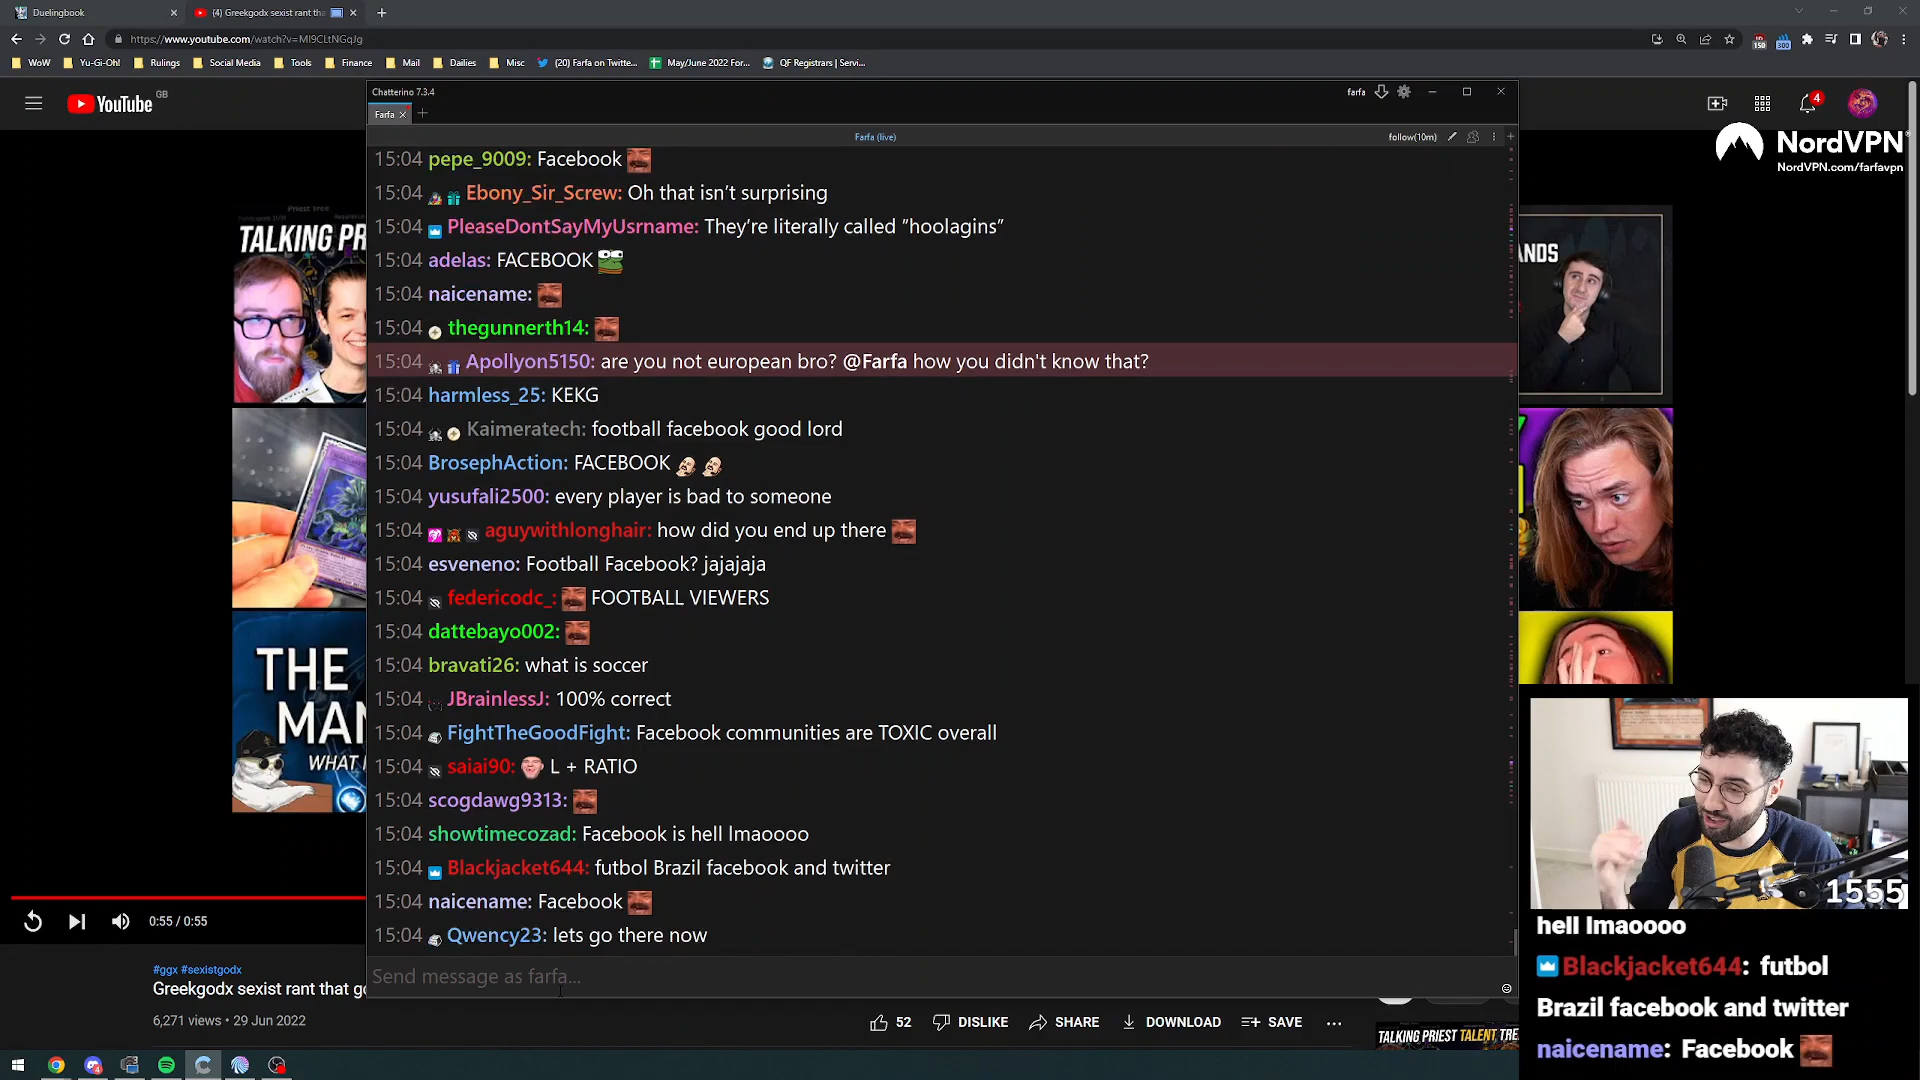 Duelingbook
(4) Greekgodx sexist rant that
https://www.youtube.com/watch?v=MI9CLtNGqJg
WoW
Yu-Gi-Oh!
Rulings
Social Media
Tools
Finance
Mail
Dailies
Misc
(20) Farfa on Twitte...
May/June 2022 For...
QF Registrars | Servi...
150
300
YouTube
GB
4
NordVPN
NordVPN.com/farfavpn
Chatterino 7.3.4
farfa
Farfa
Farfa (live)
follow(10m)
15:04 pepe_9009: Facebook
15:04 Ebony_Sir_Screw: Oh that isn’t surprising
15:04 PleaseDontSayMyUsrname: They’re literally called ”hoolagins”
15:04 adelas: FACEBOOK
15:04 naicename:
15:04 thegunnerth14:
15:04 Apollyon5150: are you not european bro? @Farfa how you didn't know that?
15:04 harmless_25: KEKG
15:04 Kaimeratech: football facebook good lord
15:04 BrosephAction: FACEBOOK
15:04 yusufali2500: every player is bad to someone
15:04 aguywithlonghair: how did you end up there
15:04 esveneno: Football Facebook? jajajaja
15:04 federicodc_: FOOTBALL VIEWERS
15:04 dattebayo002:
15:04 bravati26: what is soccer
15:04 JBrainlessJ: 100% correct
15:04 FightTheGoodFight: Facebook communities are TOXIC overall
15:04 saiai90: L + RATIO
15:04 scogdawg9313:
15:04 showtimecozad: Facebook is hell lmaoooo
15:04 Blackjacket644: futbol Brazil facebook and twitter
15:04 naicename: Facebook
15:04 Qwency23: lets go there now
Send message as farfa...
TALKING PR
THE
MAN
WHAT
ANDS
0:55 / 0:55
#ggx #sexistgodx
Greekgodx sexist rant that go
6,271 views • 29 Jun 2022
52
DISLIKE
SHARE
DOWNLOAD
SAVE
TALKING PRIEST TALENT TRE
1555
hell lmaoooo
Blackjacket644: futbol
Brazil facebook and twitter
naicename: Facebook